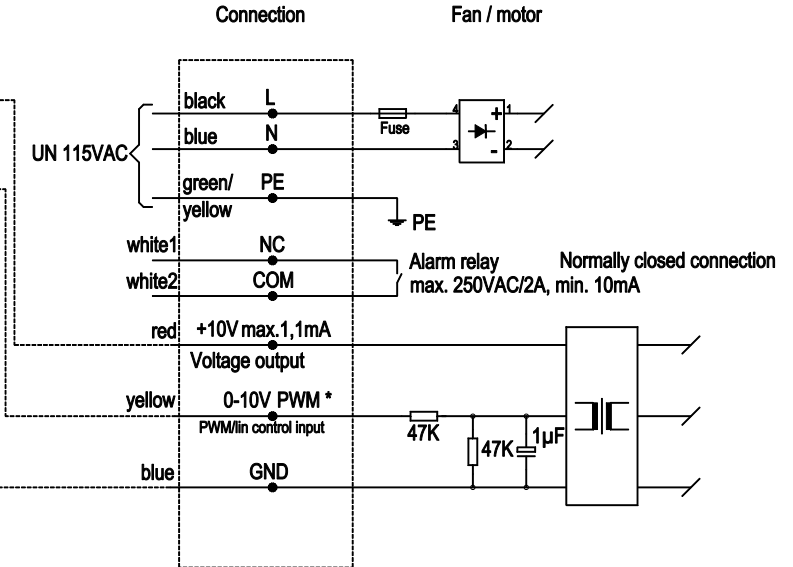 Connection
Fan / motor
black
L
Fuse
4
+
1
UN 115VAC
blue
N
3
-
2
green/
yellow
PE
PE
white1
NC
Alarm relay
Normally closed connection
white2
COM
max. 250VAC/2A, min. 10mA
red
+10V max.1,1mA
Voltage output
yellow
0-10V PWM *
PWM/lin control input
47K
47K
1µF
blue
GND